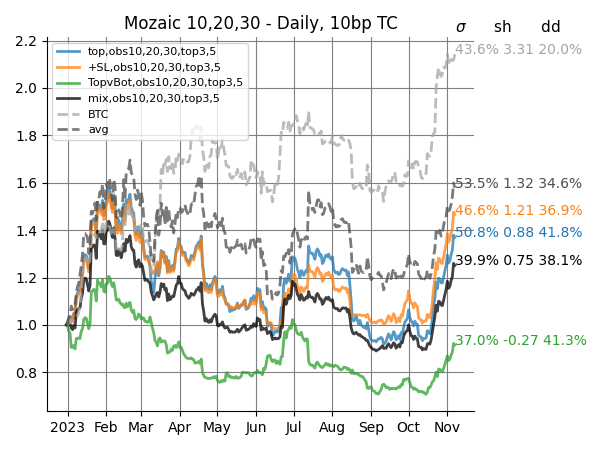 Mozaic 10,20,30 - Daily, 10bp TC
σ sh dd
2.2
2.0
1.8
1.6
1.4
1.2
1.0
0.8
top,obs10,20,30,top3,5
+SL,obs10,20,30,top3,5
TopvBot,obs10,20,30,top3,5
mix,obs10,20,30,top3,5
BTC
avg
43.6% 3.31 20.0%
53.5% 1.32 34.6%
46.6% 1.21 36.9%
50.8% 0.88 41.8%
39.9% 0.75 38.1%
37.0% -0.27 41.3%
2023 Feb Mar Apr May Jun Jul Aug Sep Oct Nov